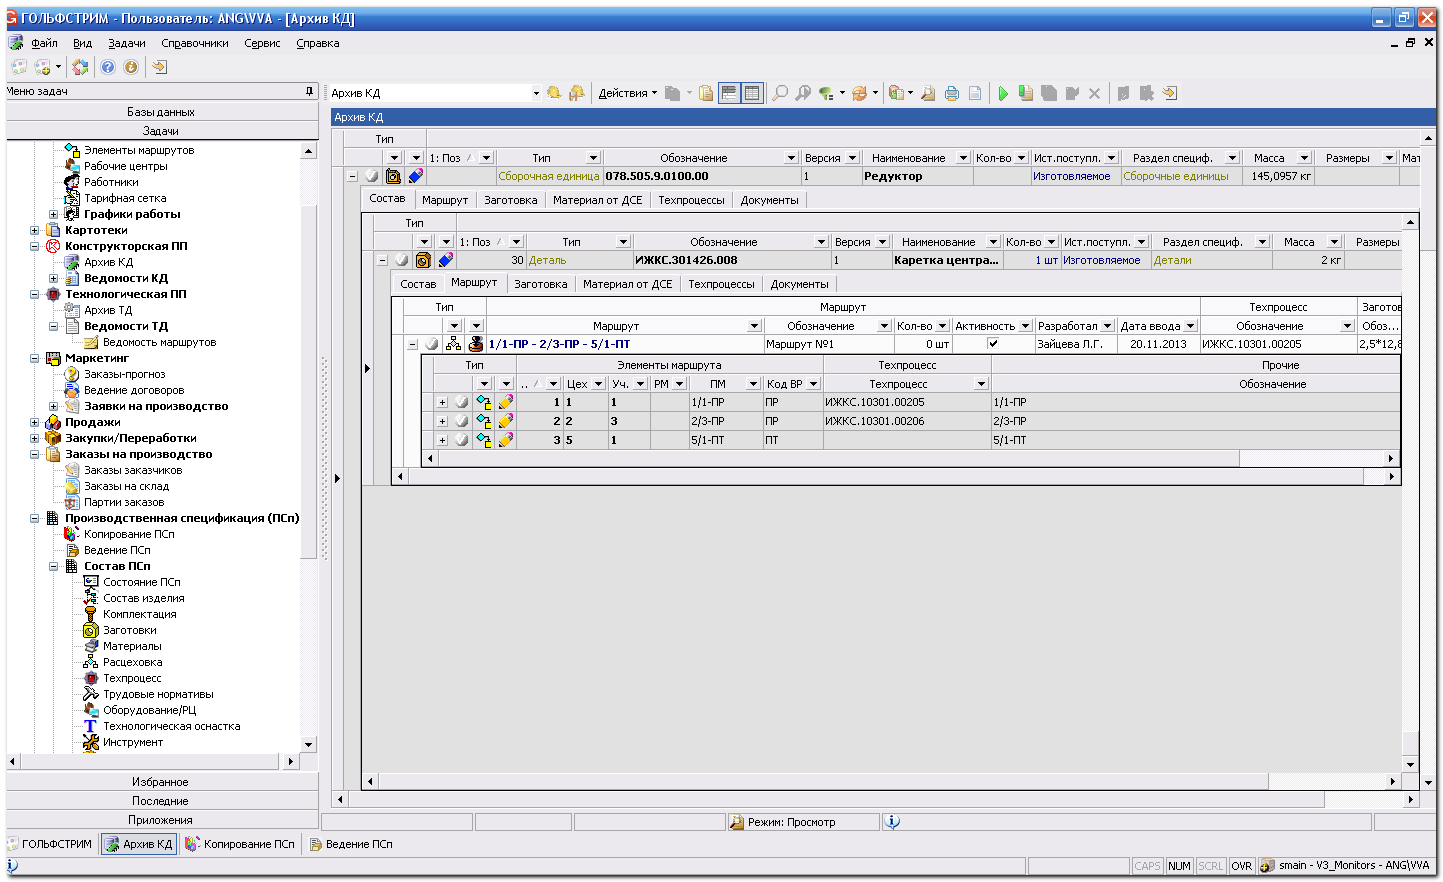 ГОЛЬФСТРИМ - Пользователь: ANG\VVA - [Архив КД]
Файл Вид Задачи Справочники Сервис Справка
Меню задач
Базы данных
Задачи
Элементы маршрутов
Рабочие центры
Работники
Тарифная сетка
Графики работы
Картотеки
Конструкторская ПП
Архив КД
Ведомости КД
Технологическая ПП
Архив ТД
Ведомости ТД
Ведомость маршрутов
Маркетинг
Заказы-прогноз
Ведение договоров
Заявки на производство
Продажи
Закупки/Переработки
Заказы на производство
Заказы заказчиков
Заказы на склад
Партии заказов
Производственная спецификация (ПСп)
Копирование ПСп
Ведение ПСп
Состав ПСп
Состояние ПСп
Состав изделия
Комплектация
Заготовки
Материалы
Расцеховка
Техпроцесс
Трудовые нормативы
Оборудование/РЦ
Технологическая оснастка
Инструмент
Избранное
Последние
Приложения
Архив КД Действия
Архив КД
Тип
1: Поз Тип Обозначение Версия Наименование Кол-во Ист.поступл. Раздел специф. Масса Размеры Мат
Сборочная единица 078.505.9.0100.00 1 Редуктор Изготовляемое Сборочные единицы 145,0957 кг
Состав Маршрут Заготовка Материал от ДСЕ Техпроцессы Документы
Тип
1: Поз Тип Обозначение Версия Наименование Кол-во Ист.поступл. Раздел специф. Масса Размеры
30 Деталь ИЖКС.301426.008 1 Каретка центра... 1 шт Изготовляемое Детали 2 кг
Состав Маршрут Заготовка Материал от ДСЕ Техпроцессы Документы
Тип Маршрут Техпроцесс Заготов
Маршрут Обозначение Кол-во Активность Разработал Дата ввода Обозначение Обоз...
1/1-ПР - 2/3-ПР - 5/1-ПТ Маршрут №1 0 шт Зайцева Л.Г. 20.11.2013 ИЖКС.10301.00205 2,5*12,8
Тип Элементы маршрута Техпроцесс Прочие
.. Цех Уч. РМ ПМ Код ВР Техпроцесс Обозначение
1 1 1 1/1-ПР ПР ИЖКС.10301.00205 1/1-ПР
2 2 3 2/3-ПР ПР ИЖКС.10301.00206 2/3-ПР
3 5 1 5/1-ПТ ПТ 5/1-ПТ
Режим: Просмотр
ГОЛЬФСТРИМ Архив КД Копирование ПСп Ведение ПСп
CAPS NUM SCRL OVR smain - V3_Monitors - ANG\VVA